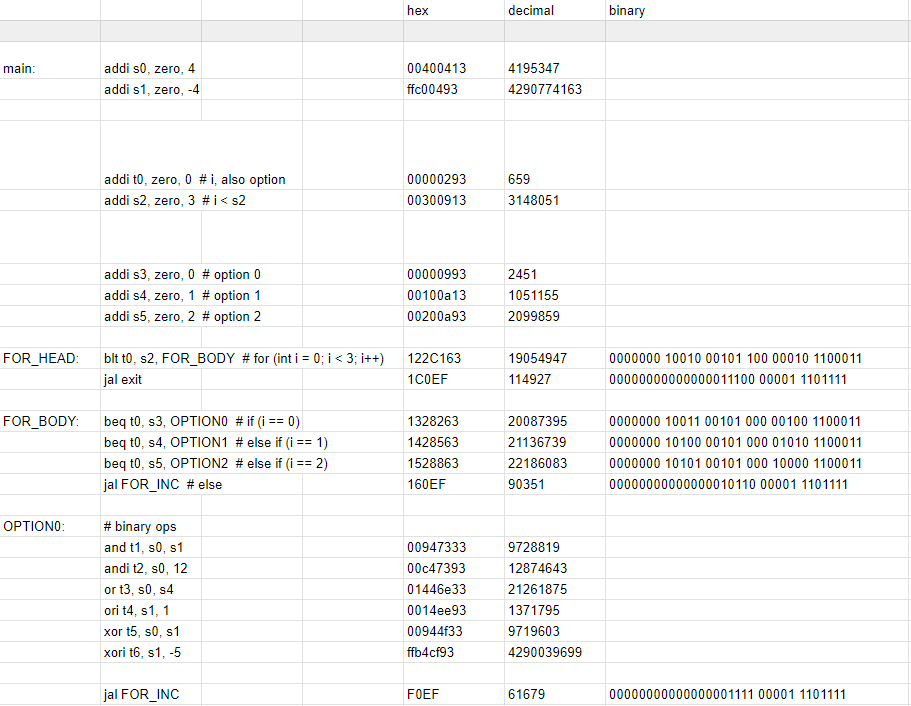 hex decimal binary
main: addi s0, zero, 4 00400413 4195347
addi s1, zero, -4 ffc00493 4290774163
addi t0, zero, 0 # i, also option 00000293 659
addi s2, zero, 3 # i < s2 00300913 3148051
addi s3, zero, 0 # option 0 00000993 2451
addi s4, zero, 1 # option 1 00100a13 1051155
addi s5, zero, 2 # option 2 00200a93 2099859
FOR_HEAD: blt t0, s2, FOR_BODY # for (int i = 0; i < 3; i++) 122C163 19054947 0000000 10010 00101 100 00010 1100011
jal exit 1C0EF 114927 00000000000000011100 00001 1101111
FOR_BODY: beq t0, s3, OPTION0 # if (i == 0) 1328263 20087395 0000000 10011 00101 000 00100 1100011
beq t0, s4, OPTION1 # else if (i == 1) 1428563 21136739 0000000 10100 00101 000 01010 1100011
beq t0, s5, OPTION2 # else if (i == 2) 1528863 22186083 0000000 10101 00101 000 10000 1100011
jal FOR_INC # else 160EF 90351 00000000000000010110 00001 1101111
OPTION0: # binary ops
and t1, s0, s1 00947333 9728819
andi t2, s0, 12 00c47393 12874643
or t3, s0, s4 01446e33 21261875
ori t4, s1, 1 0014ee93 1371795
xor t5, s0, s1 00944f33 9719603
xori t6, s1, -5 ffb4cf93 4290039699
jal FOR_INC F0EF 61679 00000000000000001111 00001 1101111